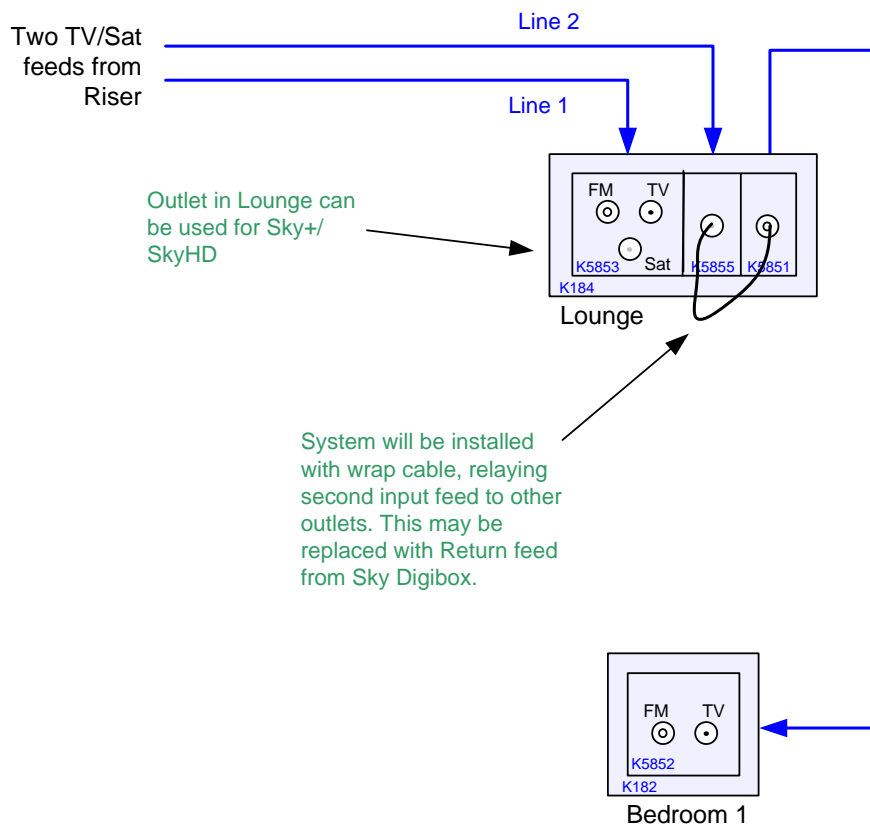 Two TV/Sat
feeds from
Riser
Line 2
Line 1
Outlet in Lounge can
be used for Sky+/
SkyHD
FM
TV
Sat
K5853
K5855
K5851
K184
Lounge
System will be installed
with wrap cable, relaying
second input feed to other
outlets. This may be
replaced with Return feed
from Sky Digibox.
FM
TV
K5852
K182
Bedroom 1